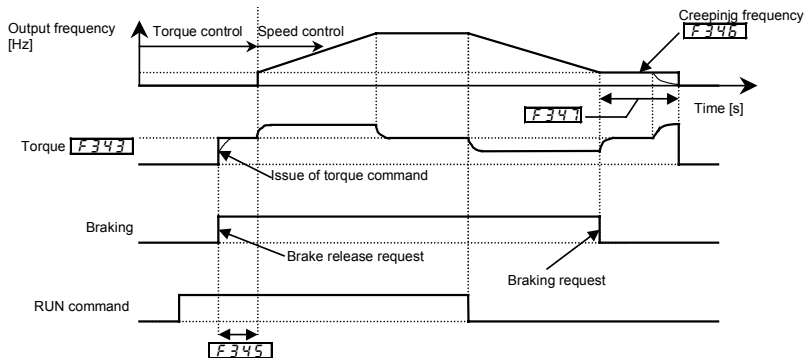 Output frequency
[Hz]
Torque control
Speed control
Creepinjg frequency
F346
F347
Time [s]
Torque F343
Issue of torque command
Braking
Brake release request
Braking request
RUN command
F345